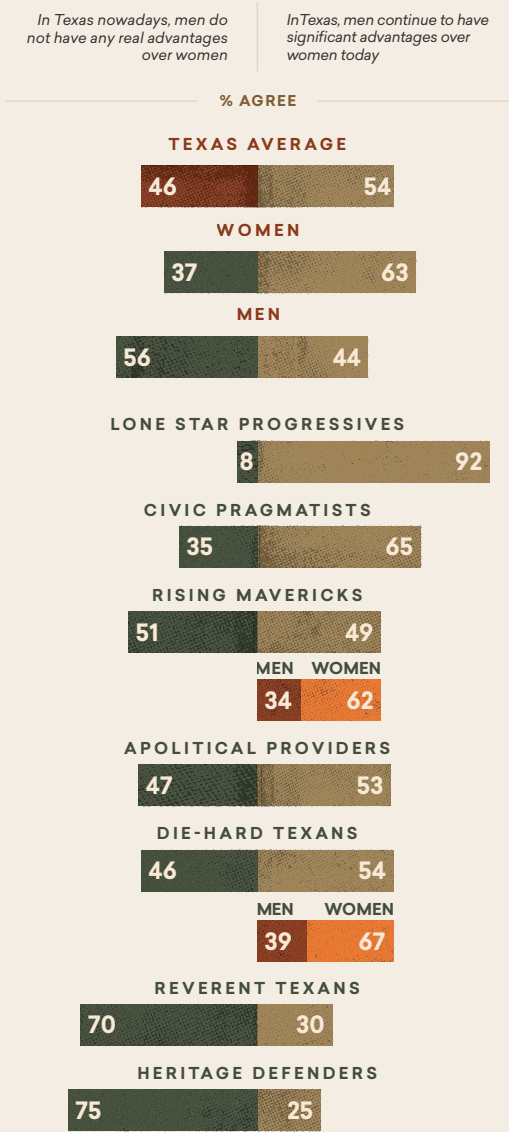 In Texas nowadays, men do
not have any real advantages
over women
InTexas, men continue to have
significant advantages over
women today
% AGREE
TEXAS AVERAGE
46 54
WOMEN
37 63
MEN
56 44
LONE STAR PROGRESSIVES
8 92
CIVIC PRAGMATISTS
35 65
RISING MAVERICKS
51 49
MEN WOMEN
34 62
APOLITICAL PROVIDERS
47 53
DIE-HARD TEXANS
46 54
MEN WOMEN
39 67
REVERENT TEXANS
70 30
HERITAGE DEFENDERS
75 25